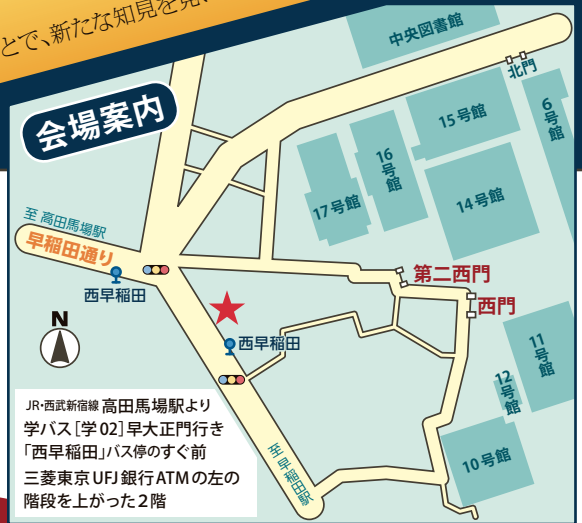 とで、新たな知見を見
会場案内
中央図書館
北門
6号館
15号館
16号館
17号館
14号館
至 高田馬場駅
早稲田通り
西早稲田
第二西門
西門
西早稲田
N
11号館
12号館
10号館
至 早稲田駅
JR・西武新宿線 高田馬場駅より
学バス［学02］早大正門行き
「西早稲田」バス停のすぐ前
三菱東京UFJ銀行ATMの左の
階段を上がった2階